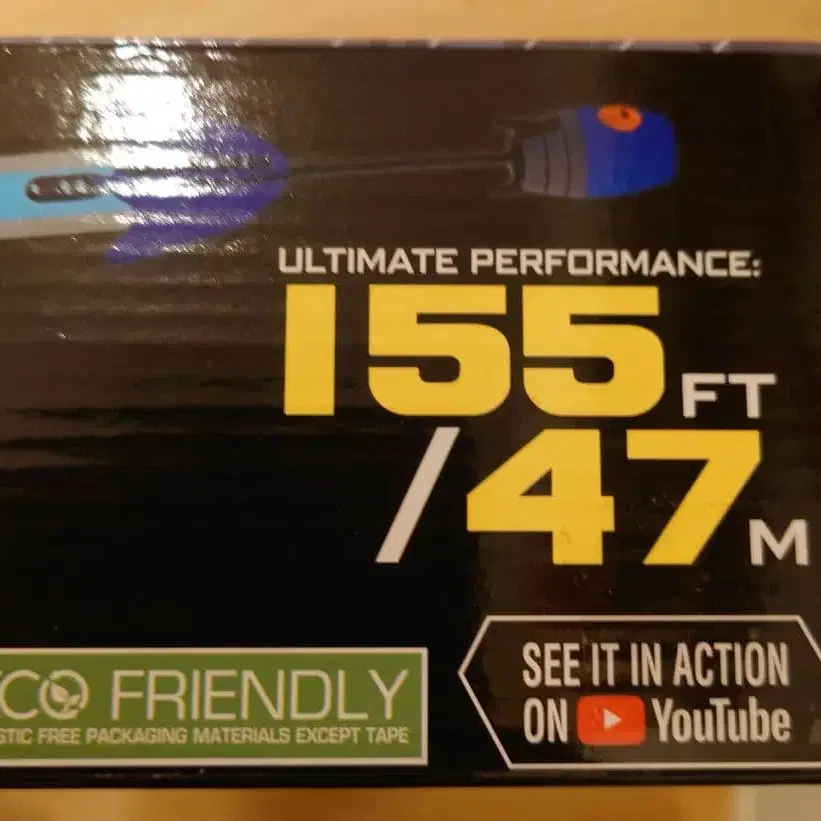 ULTIMATE PERFORMANCE:
155 FT
/47 M
CO FRIENDLY
STIC FREE PACKAGING MATERIALS EXCEPT TAPE
SEE IT IN ACTION
ON YouTube